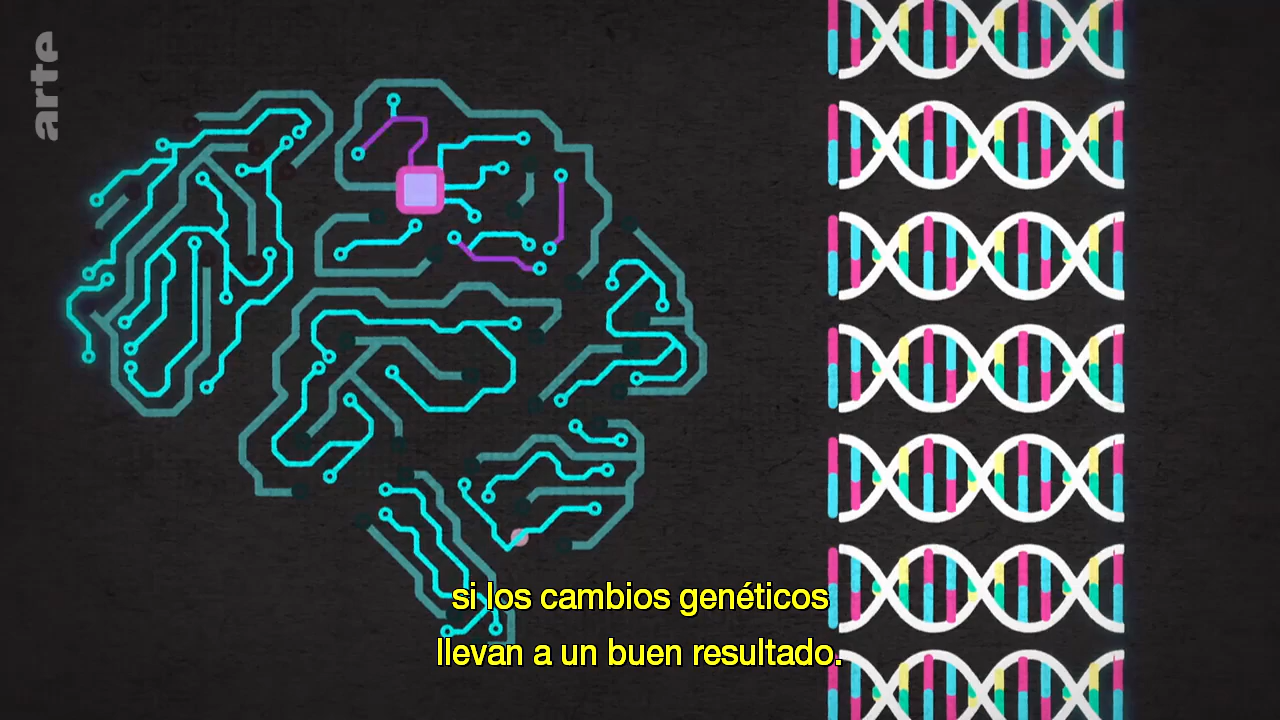 arte
si los cambios genéticos
llevan a un buen resultado.